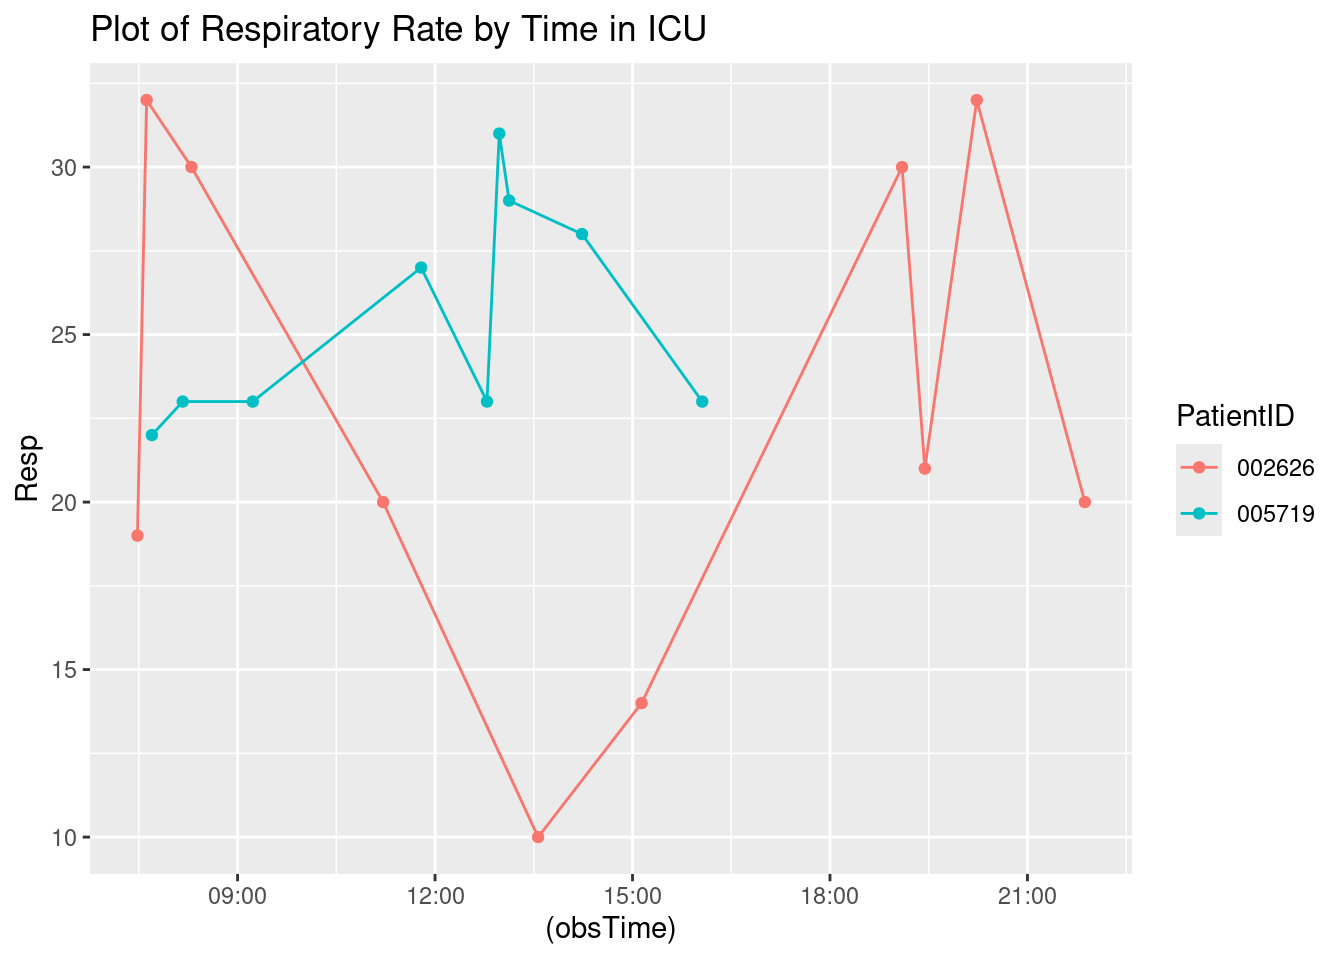 Plot of Respiratory Rate by Time in ICU
30
25
20
15
10
Resp
09:00 12:00 15:00 18:00 21:00
(obsTime)
PatientID
002626
005719